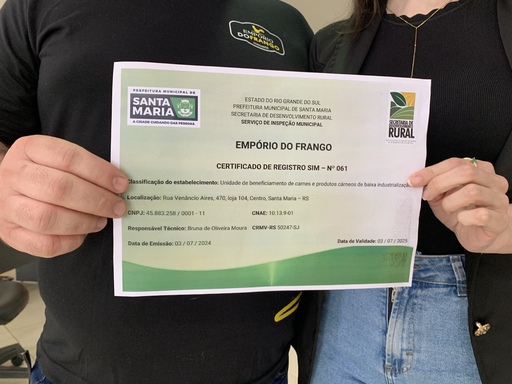 EMPÓRIO
DO FRANGO
PREFEITURA MUNICIPAL DE
SANTA
MARIA
A CIDADE CUIDANDO DAS PESSOAS
ESTADO DO RIO GRANDE DO SUL
PREFEITURA MUNICIPAL DE SANTA MARIA
SECRETARIA DE DESENVOLVIMENTO RURAL
SERVIÇO DE INSPEÇÃO MUNICIPAL
SECRETARIA DE
DESENVOLVIMENTO
RURAL
EMPÓRIO DO FRANGO
CERTIFICADO DE REGISTRO SIM – Nº 061
Classificação do estabelecimento: Unidade de beneficiamento de carnes e produtos cárneos de baixa industrialização
Localização: Rua Venâncio Aires, 470, loja 104, Centro, Santa Maria – RS
CNPJ: 45.883.258 / 0001 - 11 CNAE: 10.13.9-01
Responsável Técnico: Bruna de Oliveira Moura CRMV-RS 50247-SJ
Data de Emissão: 03 / 07 / 2024 Data de Validade: 03 / 07 / 2025